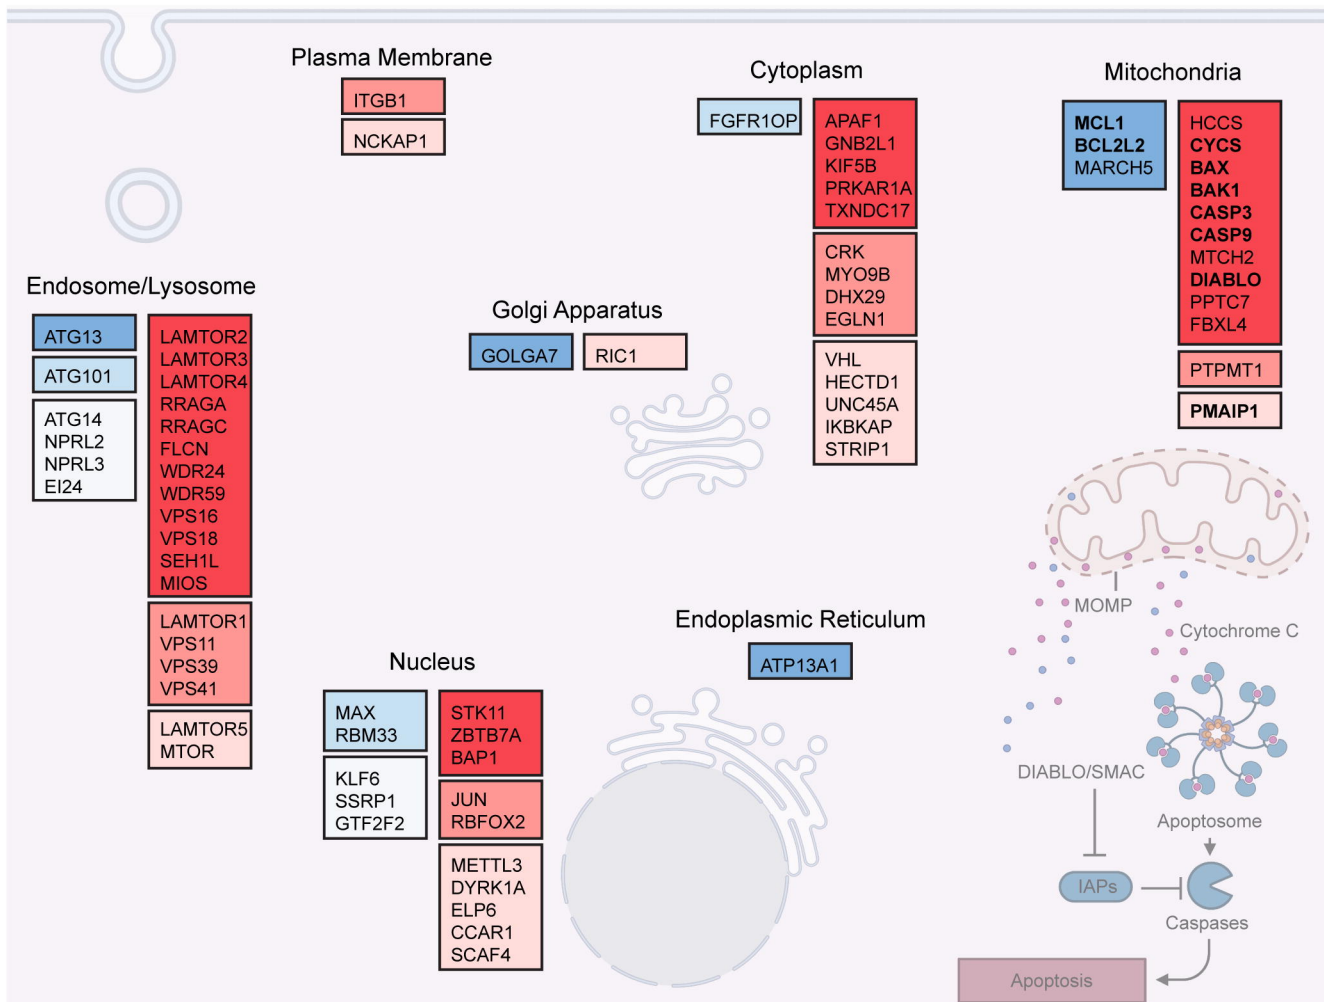 Plasma Membrane
ITGB1
NCKAP1
Cytoplasm
FGFR1OP
APAF1
GNB2L1
KIF5B
PRKAR1A
TXNDC17
CRK
MYO9B
DHX29
EGLN1
VHL
HECTD1
UNC45A
IKBKAP
STRIP1
Mitochondria
MCL1
BCL2L2
MARCH5
HCCS
CYCS
BAX
BAK1
CASP3
CASP9
MTCH2
DIABLO
PPTC7
FBXL4
PTPMT1
PMAIP1
Endosome/Lysosome
ATG13
ATG101
ATG14
NPRL2
NPRL3
EI24
LAMTOR2
LAMTOR3
LAMTOR4
RRAGA
RRAGC
FLCN
WDR24
WDR59
VPS16
VPS18
SEH1L
MIOS
LAMTOR1
VPS11
VPS39
VPS41
LAMTOR5
MTOR
Golgi Apparatus
GOLGA7
RIC1
Endoplasmic Reticulum
ATP13A1
Nucleus
MAX
RBM33
KLF6
SSRP1
GTF2F2
STK11
ZBTB7A
BAP1
JUN
RBFOX2
METTL3
DYRK1A
ELP6
CCAR1
SCAF4
MOMP
Cytochrome C
DIABLO/SMAC
Apoptosome
IAPs
Caspases
Apoptosis